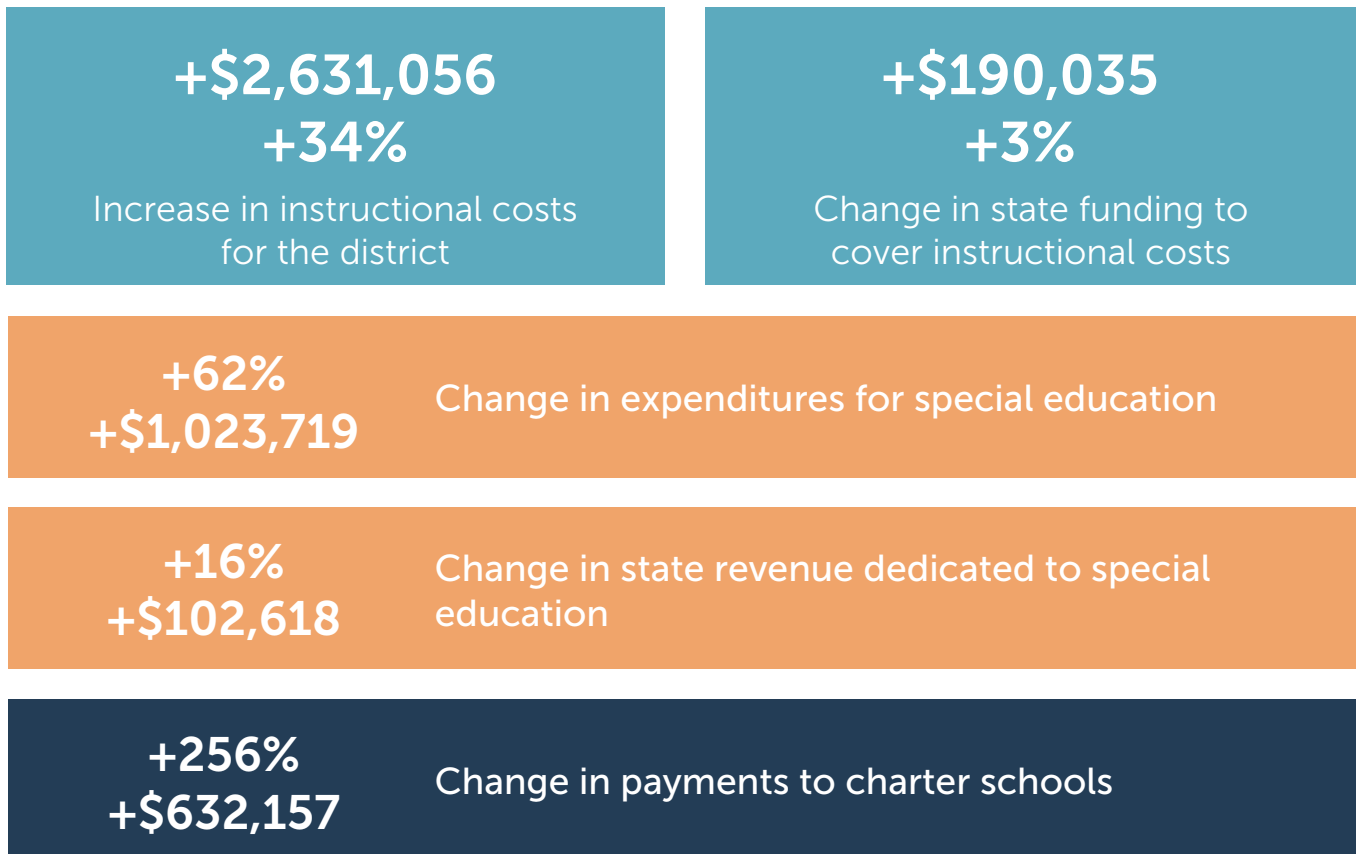 +$2,631,056
+34%
Increase in instructional costs
for the district
+$190,035
+3%
Change in state funding to
cover instructional costs
+62%
+$1,023,719
Change in expenditures for special education
+16%
+$102,618
Change in state revenue dedicated to special
education
+256%
+$632,157
Change in payments to charter schools